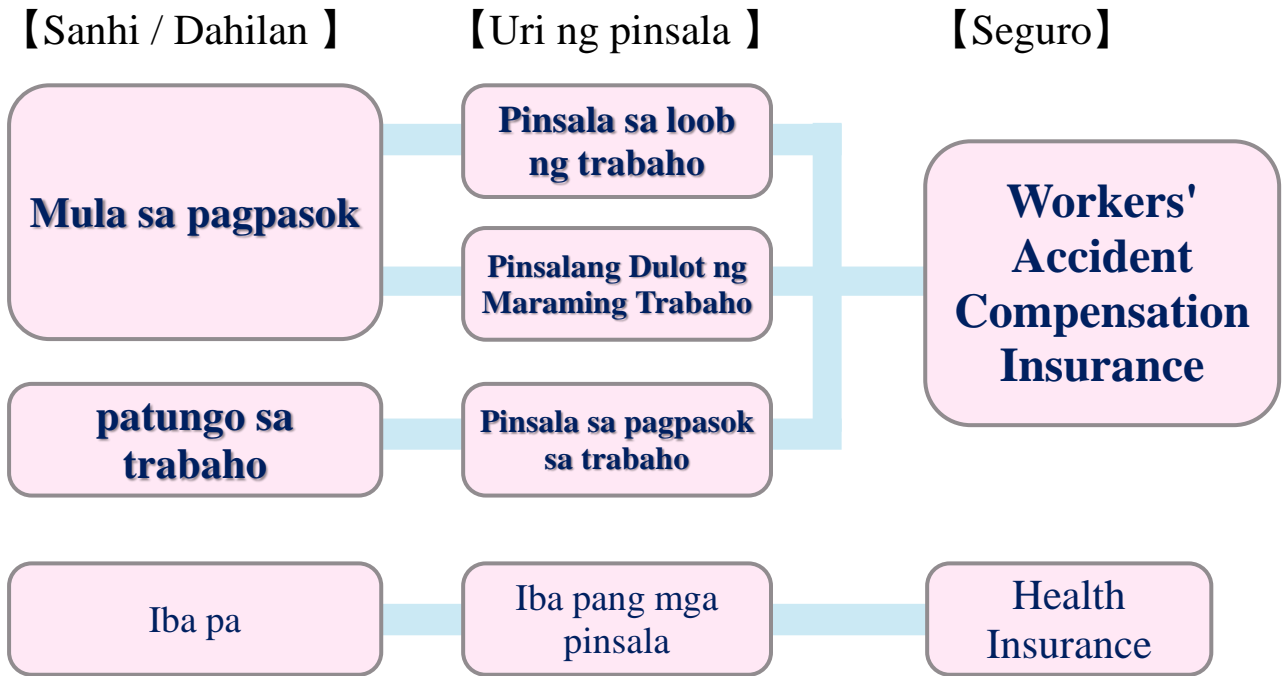 【Sanhi / Dahilan 】
【Uri ng pinsala 】
【Seguro】
Mula sa pagpasok
Pinsala sa loob
ng trabaho
Pinsalang Dulot ng
Maraming Trabaho
Workers'
Accident
Compensation
Insurance
patungo sa
trabaho
Pinsala sa pagpasok
sa trabaho
Iba pa
Iba pang mga
pinsala
Health
Insurance